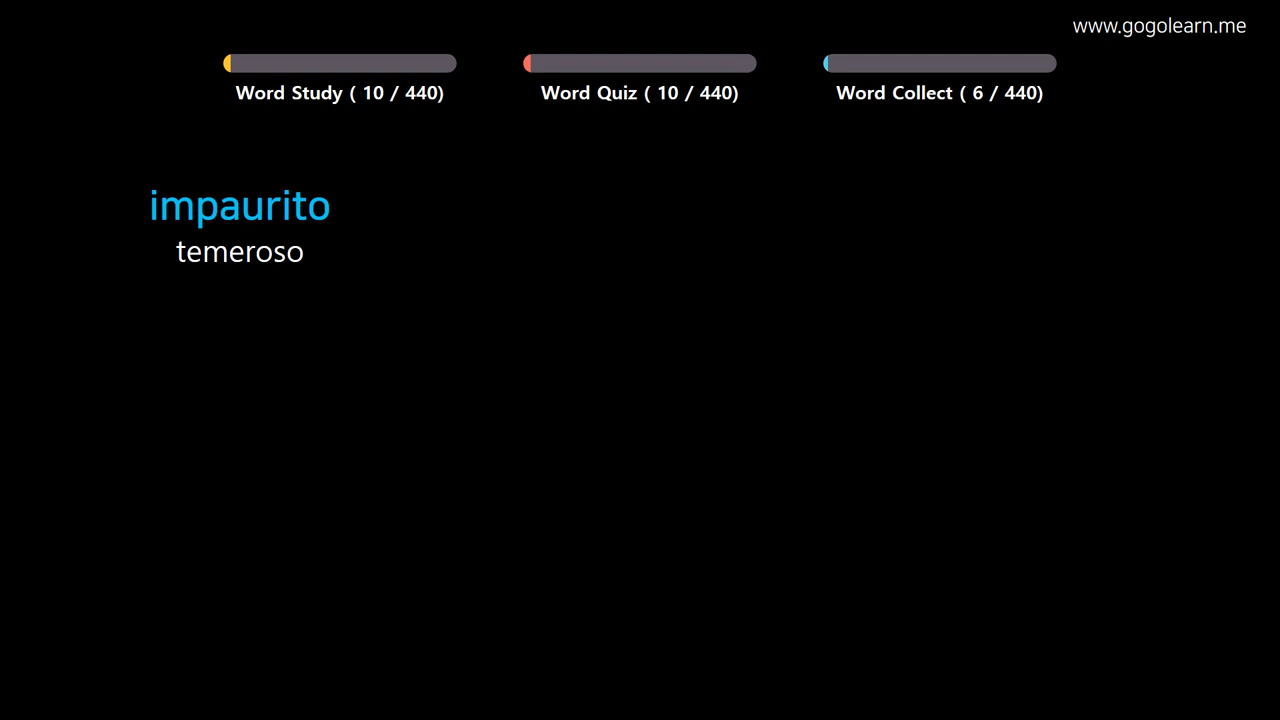 www.gogolearn.me
Word Study ( 10 / 440)
Word Quiz ( 10 / 440)
Word Collect ( 6 / 440)
impaurito
temeroso